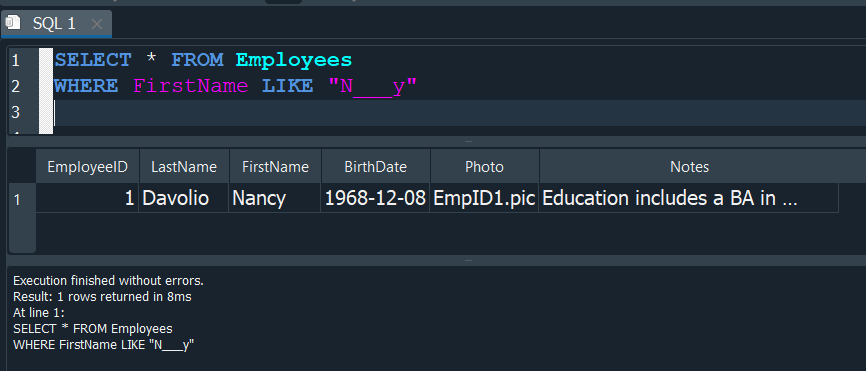 SQL 1
1 SELECT * FROM Employees
2 WHERE FirstName LIKE "N___y"
3
EmployeeID LastName FirstName BirthDate Photo Notes
1 1 Davolio Nancy 1968-12-08 EmpID1.pic Education includes a BA in ...
Execution finished without errors.
Result: 1 rows returned in 8ms
At line 1:
SELECT * FROM Employees
WHERE FirstName LIKE "N___y"